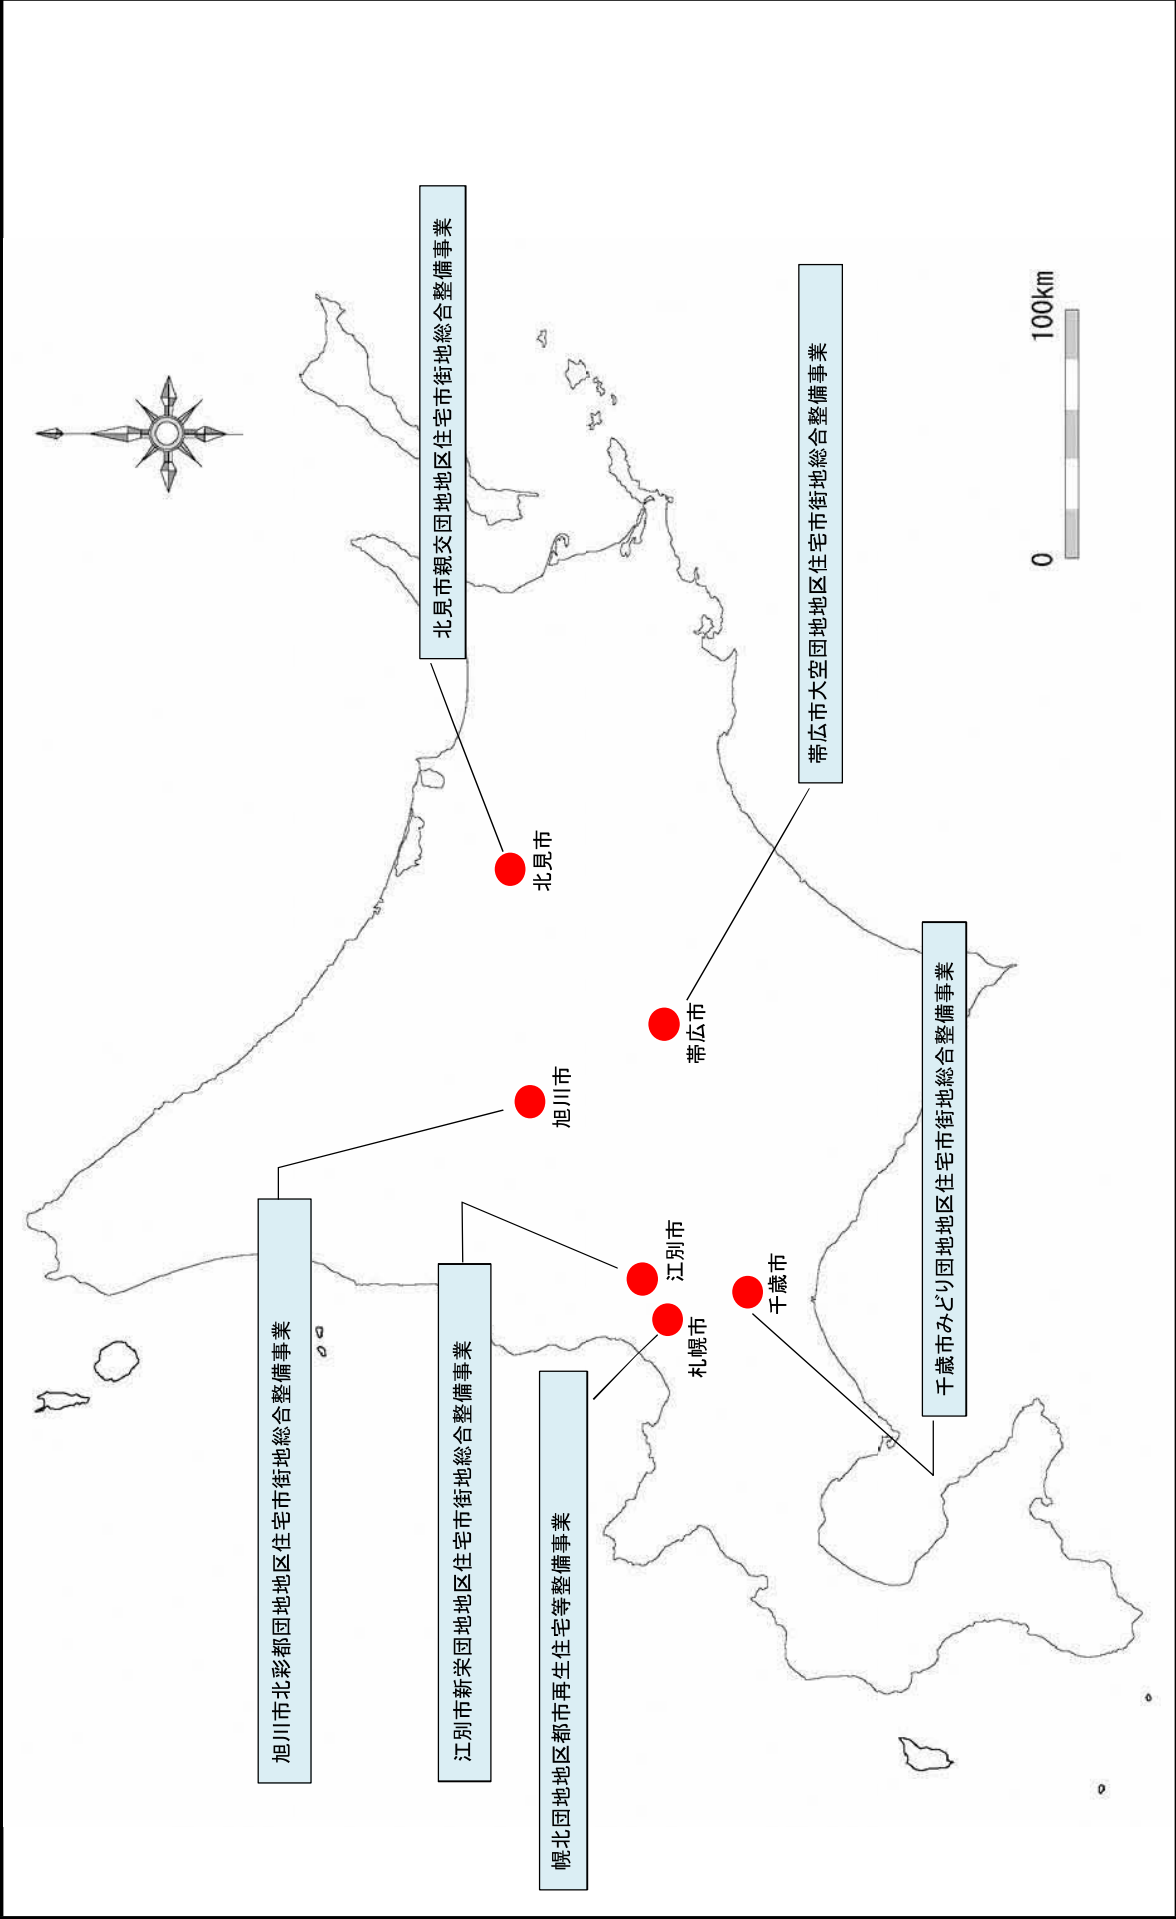 旭川市北彩都団地地区住宅市街地総合整備事業
江別市新栄団地地区住宅市街地総合整備事業
幌北団地地区都市再生住宅等整備事業
北見市親交団地地区住宅市街地総合整備事業
帯広市大空団地地区住宅市街地総合整備事業
千歳市みどり団地地区住宅市街地総合整備事業
旭川市
北見市
江別市
札幌市
帯広市
千歳市
0
100km